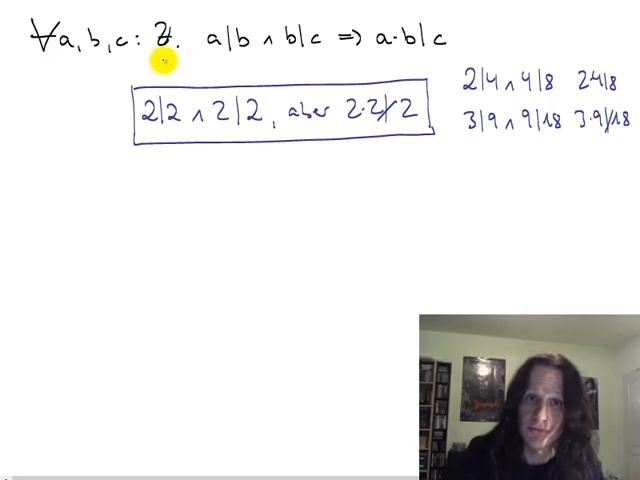 ∀a, b, c : ℤ. a|b ∧ b|c ⟹ a·b|c
2|2 ∧ 2|2, aber 2·2∤2
2|4 ∧ 4|8 2·4|8
3|9 ∧ 9|18 3·9∤18